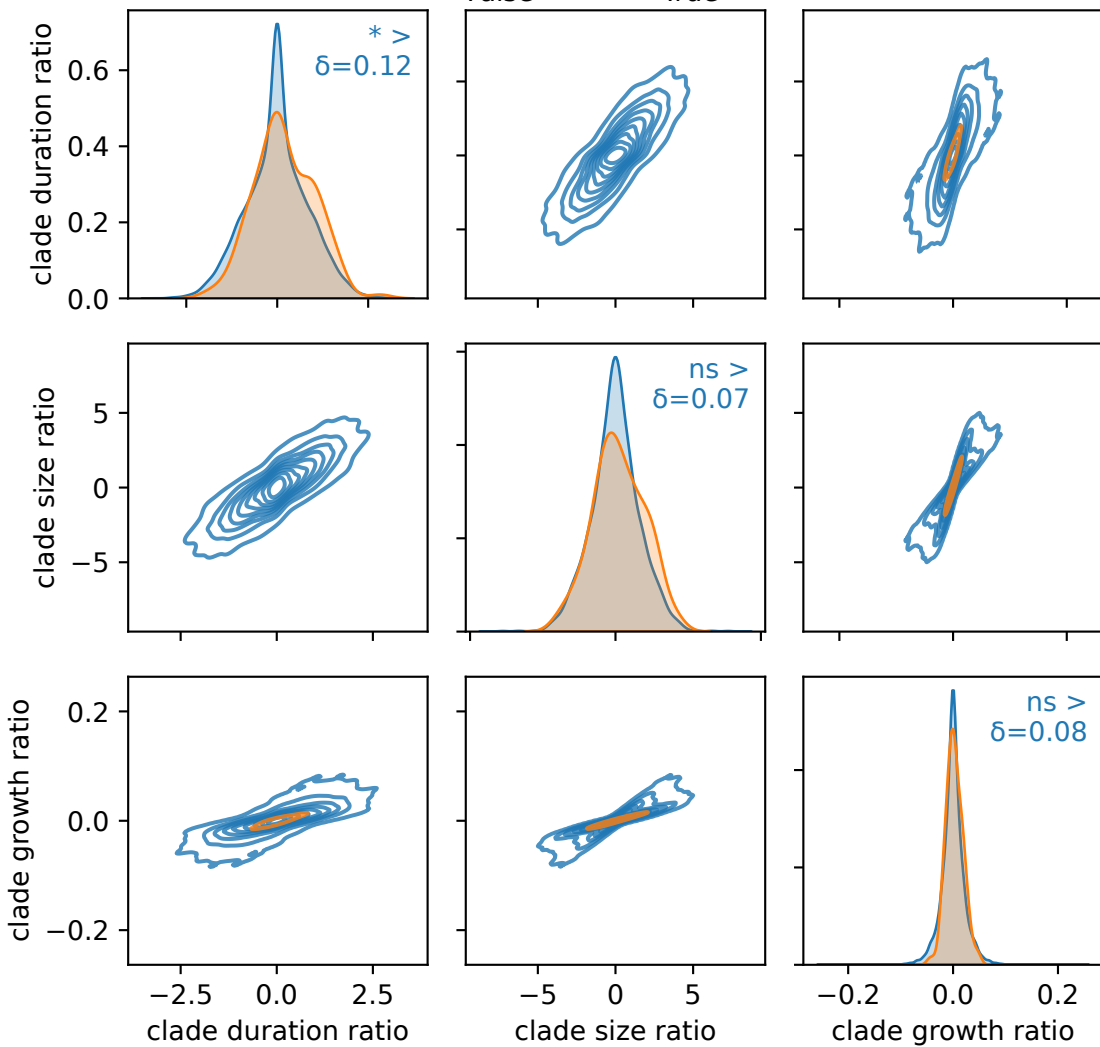 * >
δ=0.12
clade duration ratio
0.6
0.4
0.2
0.0
ns >
δ=0.07
clade size ratio
5
0
−5
ns >
δ=0.08
clade growth ratio
0.2
0.0
−0.2
−2.5 0.0 2.5
−5 0 5
−0.2 0.0 0.2
clade duration ratio
clade size ratio
clade growth ratio